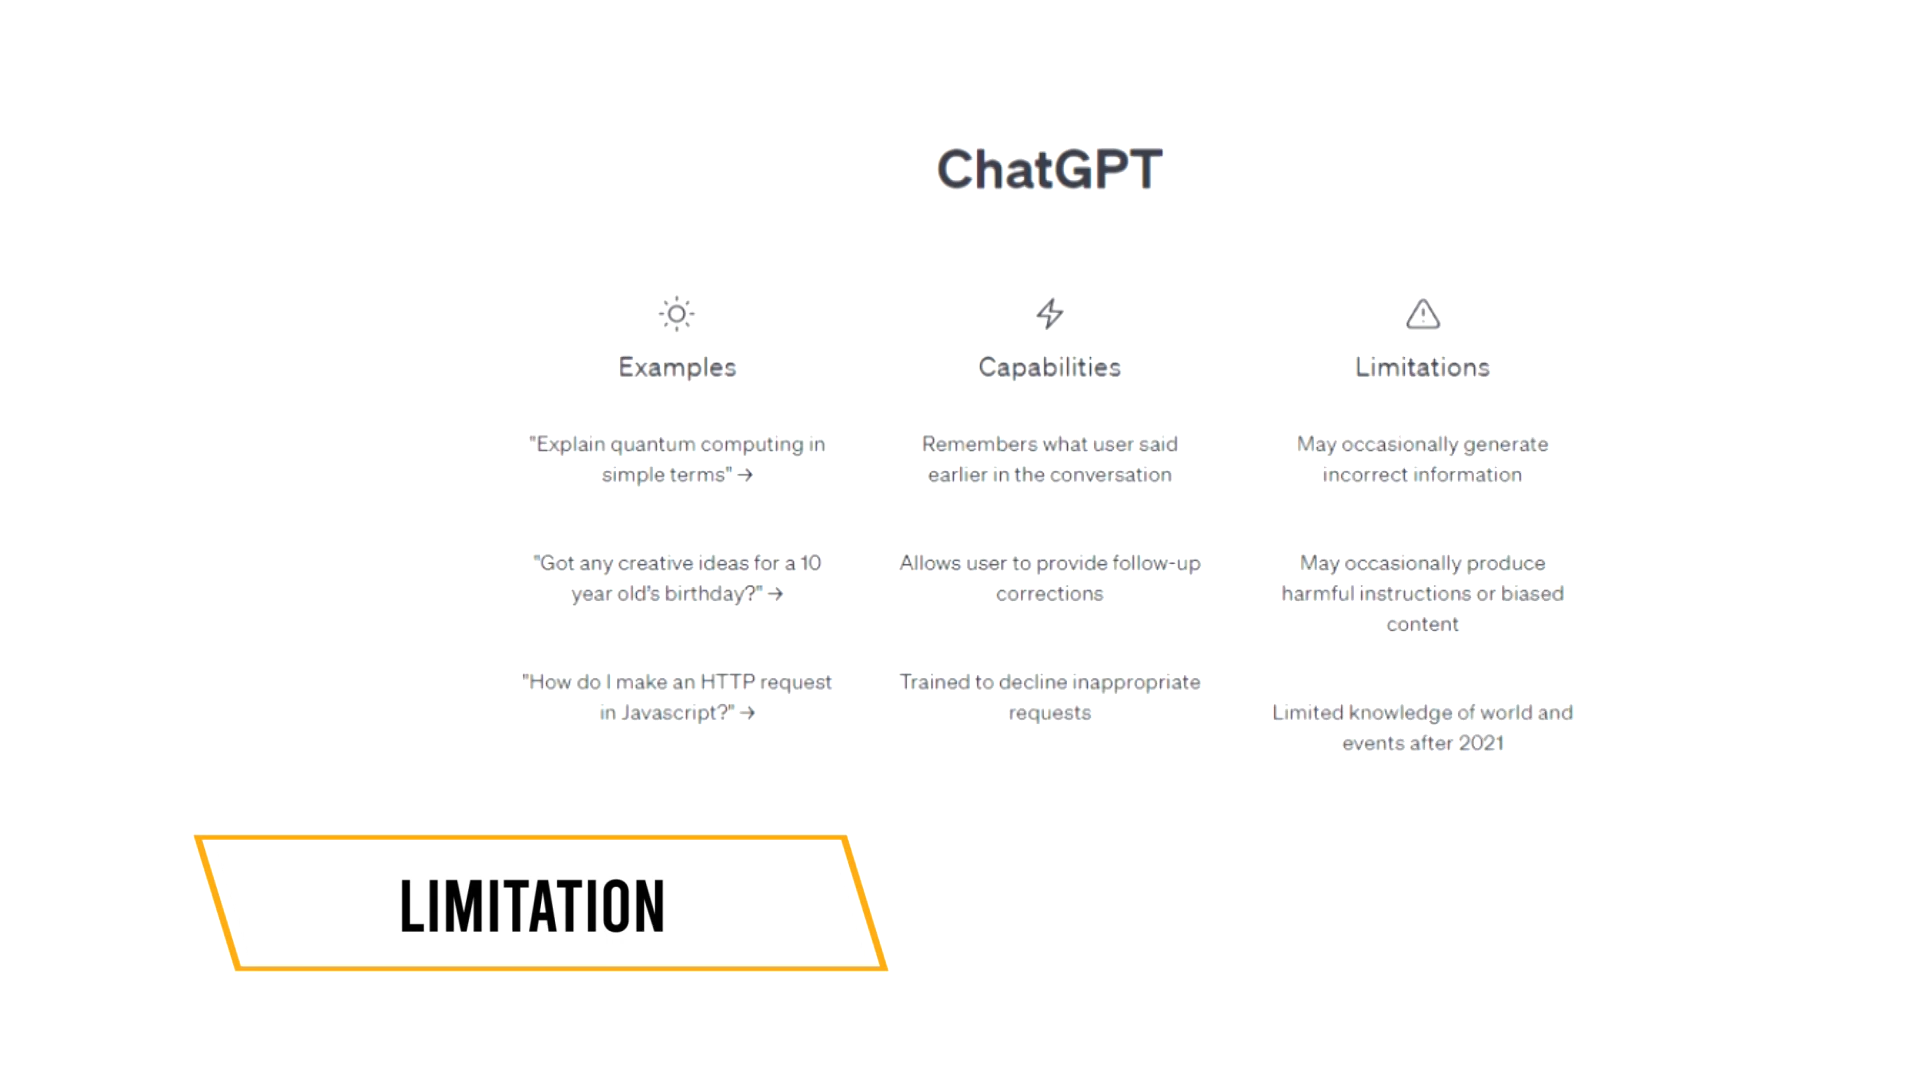 ChatGPT
Examples
"Explain quantum computing in
simple terms" →
"Got any creative ideas for a 10
year old's birthday?" →
"How do I make an HTTP request
in Javascript?" →
Capabilities
Remembers what user said
earlier in the conversation
Allows user to provide follow-up
corrections
Trained to decline inappropriate
requests
Limitations
May occasionally generate
incorrect information
May occasionally produce
harmful instructions or biased
content
Limited knowledge of world and
events after 2021
LIMITATION